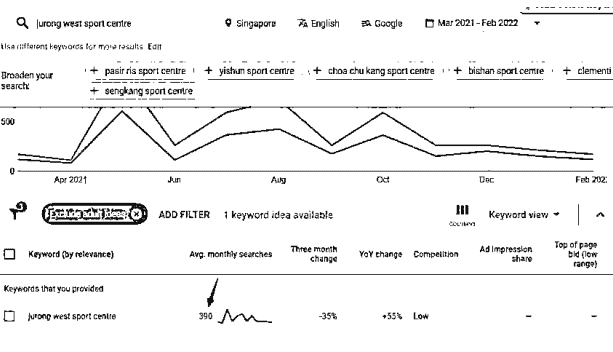 jurong west sport centre Singapore English Google Mar 2021 - Feb 2022
Use different keywords for more results Edit
Broaden your search: + pasir ris sport centre + yishun sport centre + choa chu kang sport centre + bishan sport centre + clementi
+ sengkang sport centre
500
0
Apr 2021 Jun Aug Oct Dec Feb 202
Exclude adult ideas ADD FILTER 1 keyword idea available COLUMNS Keyword view
Keyword (by relevance) Avg. monthly searches Three month change YoY change Competition Ad impression share Top of page bid (low range)
Keywords that you provided
jurong west sport centre 390 -35% +55% Low – –